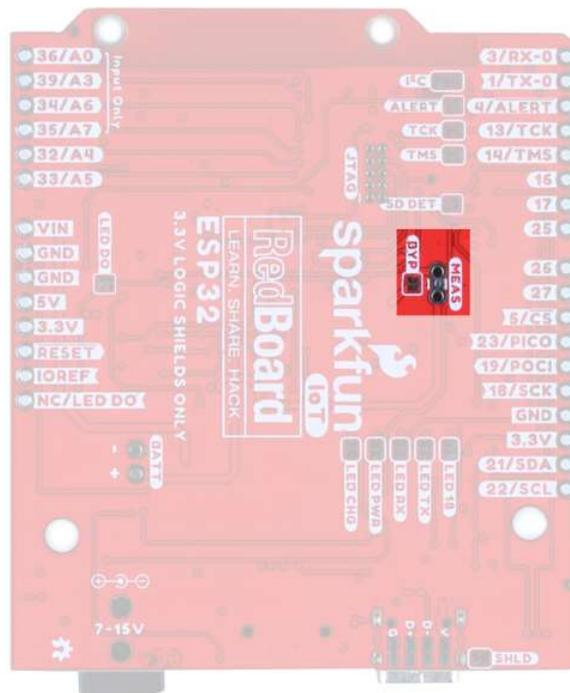 36/A0
39/A3
34/A6
35/A7
32/A4
33/A5
Input Only
VIN
GND
GND
5V
3.3V
RESET
IOREF
NC/LED DO
LED DO
3.3V LOGIC SHIELDS ONLY
ESP32
LEARN. SHARE. HACK
RedBoard
IoT
sparkfun
JTAG
I²C
ALERT
TCK
TMS
SD DET
BYP
MEAS
3/RX-0
1/TX-0
4/ALERT
13/TCK
14/TMS
16
17
25
26
27
5/CS
23/PICO
19/POCI
18/SCK
GND
3.3V
21/SDA
22/SCL
- +
BATT
LED CHG
LED PWR
LED RX
LED TX
LED 18
7-15V
G D+ D- V
SHLD